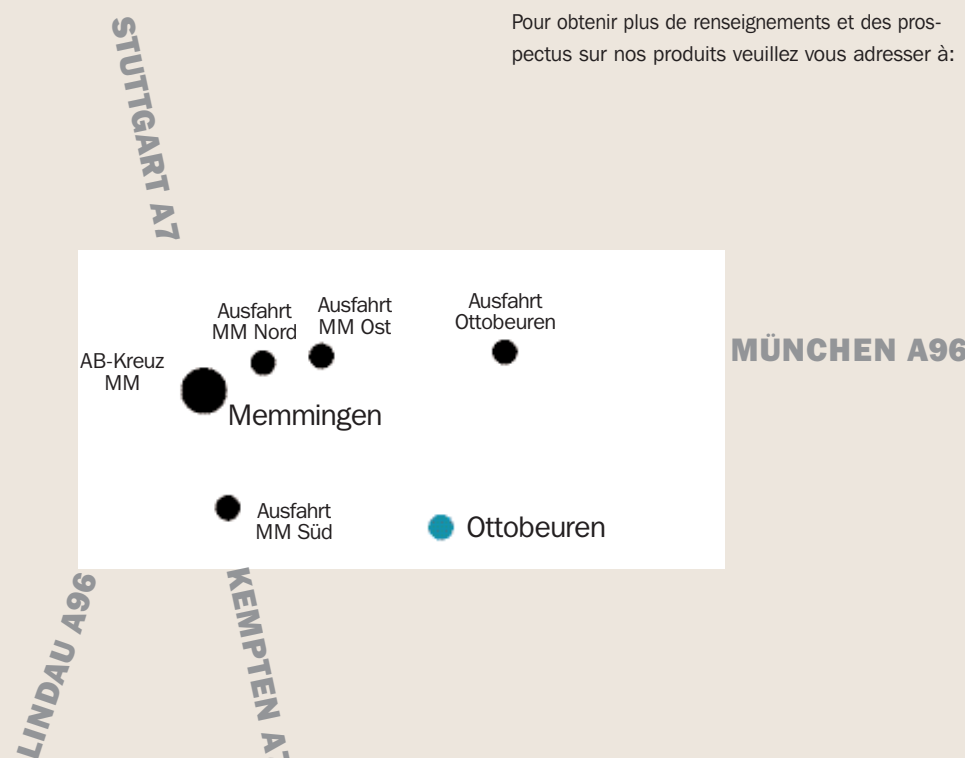 Pour obtenir plus de renseignements et des pros-
pectus sur nos produits veuillez vous adresser à:
STUTTGART A7
Ausfahrt
MM Nord
Ausfahrt
MM Ost
Ausfahrt
Ottobeuren
MÜNCHEN A96
AB-Kreuz
MM
Memmingen
Ausfahrt
MM Süd
Ottobeuren
LINDAU A96
KEMPTEN A7